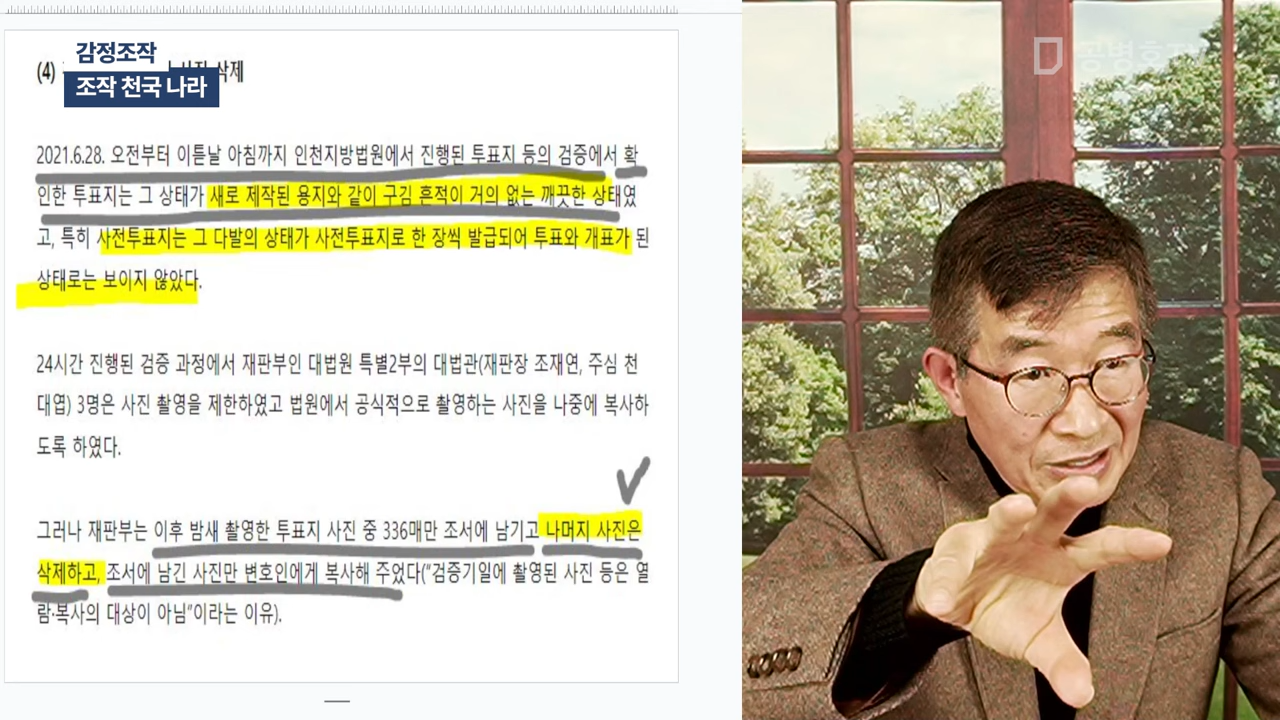 감정조작
조작 천국 나라
(4) 삭제
2021.6.28. 오전부터 이튿날 아침까지 인천지방법원에서 진행된 투표지 등의 검증에서 확
인한 투표지는 그 상태가 새로 제작된 용지와 같이 구김 흔적이 거의 없는 깨끗한 상태였
고, 특히 사전투표지는 그 다발의 상태가 사전투표지로 한 장씩 발급되어 투표와 개표가 된
상태로는 보이지 않았다.
24시간 진행된 검증 과정에서 재판부인 대법원 특별2부의 대법관(재판장 조재연, 주심 천
대엽) 3명은 사진 촬영을 제한하였고 법원에서 공식적으로 촬영하는 사진을 나중에 복사하
도록 하였다.
그러나 재판부는 이후 밤새 촬영한 투표지 사진 중 336매만 조서에 남기고 나머지 사진은
삭제하고, 조서에 남긴 사진만 변호인에게 복사해 주었다("검증기일에 촬영된 사진 등은 열
람·복사의 대상이 아님"이라는 이유).
공병호